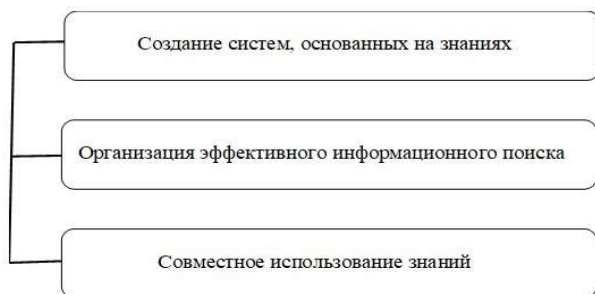 Создание систем, основанных на знаниях
Организация эффективного информационного поиска
Совместное использование знаний